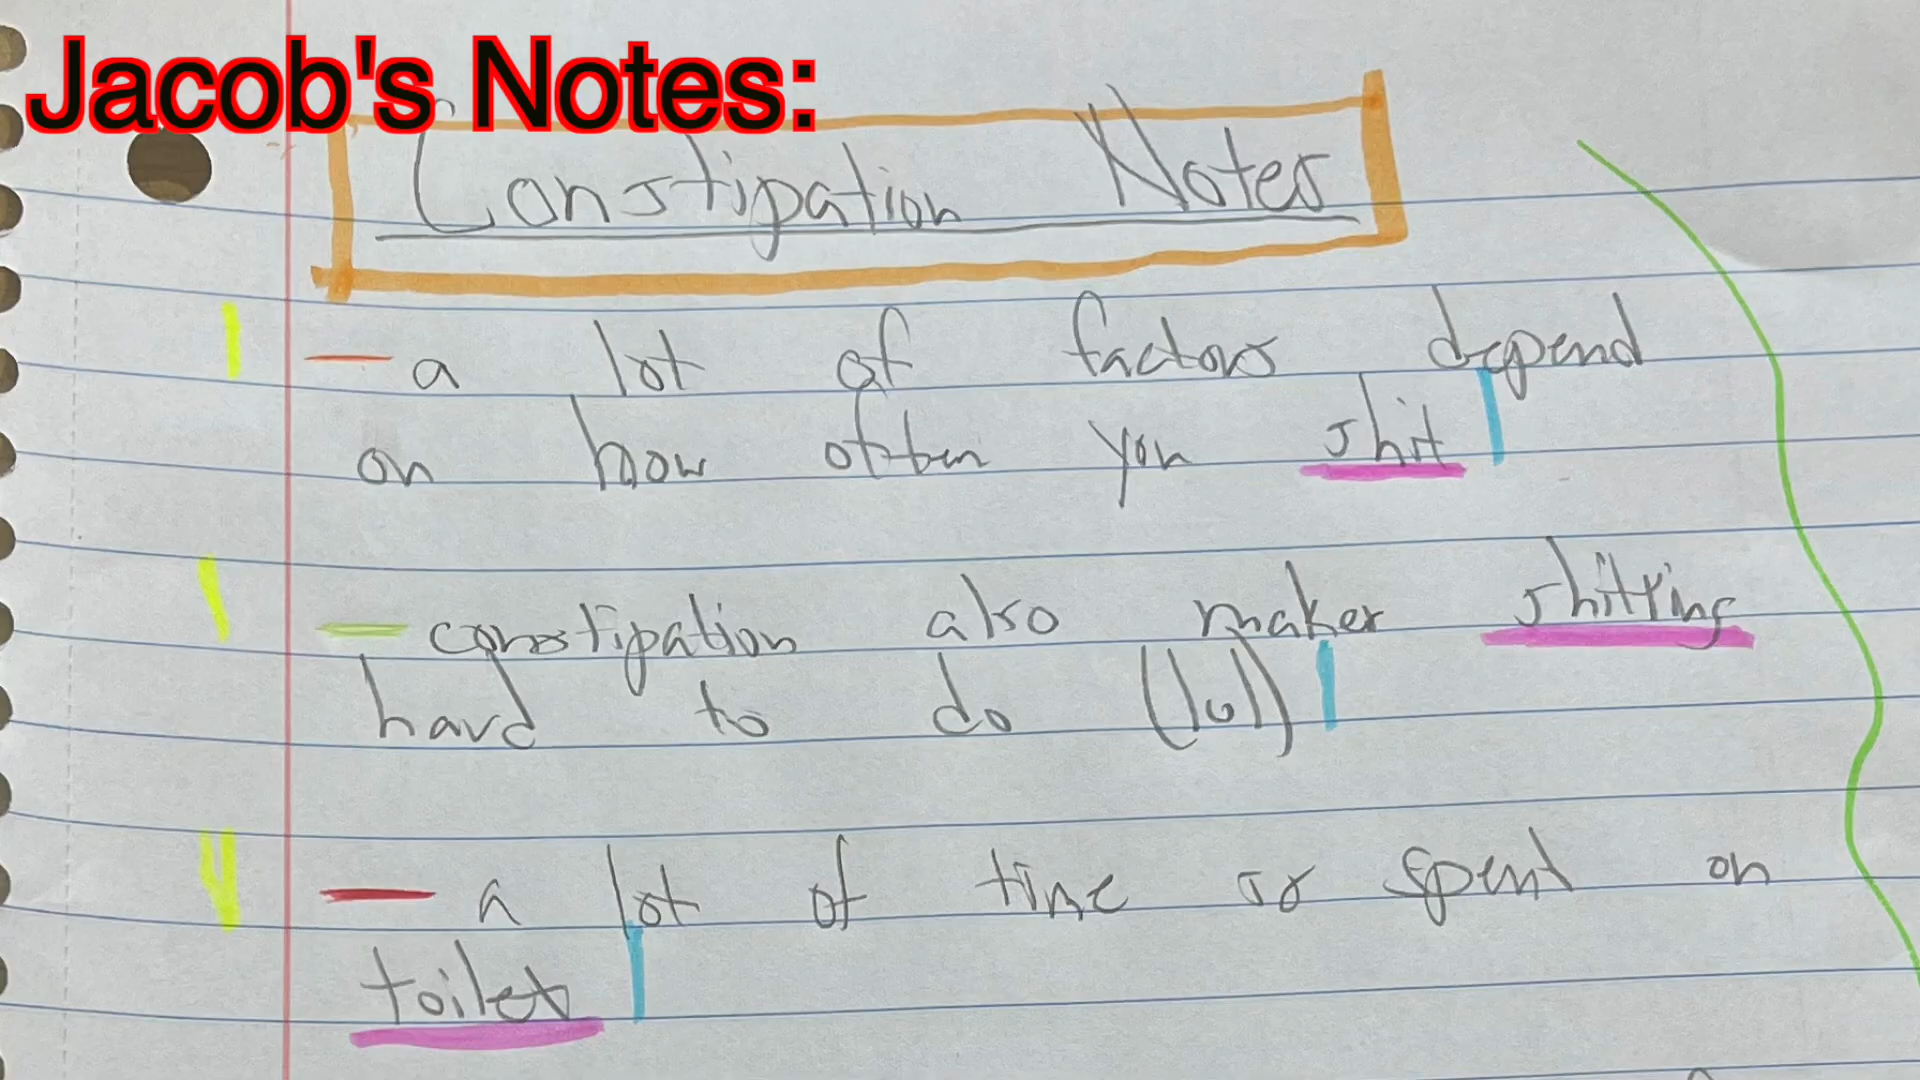 Jacob's Notes:
Constipation Notes
– a lot of factors depend
on how often you shit
– constipation also makes shitting
hard to do (lol)
– a lot of time is spent on
toilet